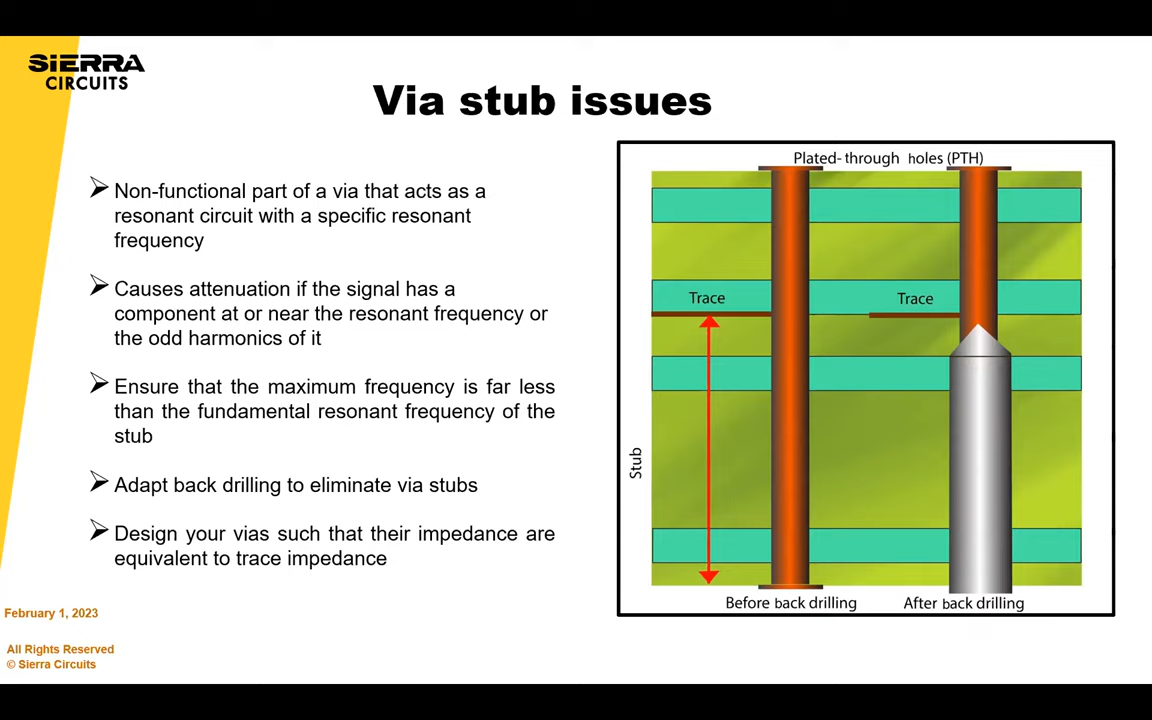 SIERRA
CIRCUITS
Via stub issues
Non-functional part of a via that acts as a
resonant circuit with a specific resonant
frequency
Causes attenuation if the signal has a
component at or near the resonant frequency or
the odd harmonics of it
Ensure that the maximum frequency is far less
than the fundamental resonant frequency of the
stub
Adapt back drilling to eliminate via stubs
Design your vias such that their impedance are
equivalent to trace impedance
Plated- through holes (PTH)
Trace
Trace
Stub
Before back drilling
After back drilling
February 1, 2023
All Rights Reserved
© Sierra Circuits